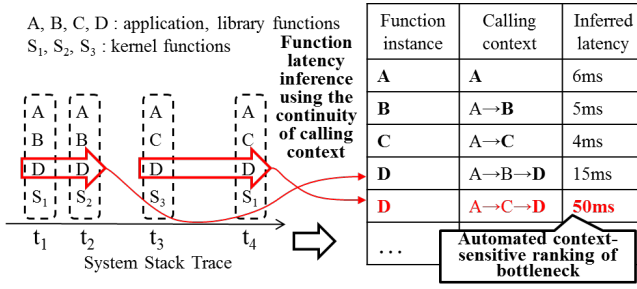 A, B, C, D : application, library functions
S1, S2, S3 : kernel functions
Function
latency
inference
using the
continuity
of calling
context
A A A A
B B C C
D D D D
S1 S2 S3 S1
t1 t2 t3 t4
System Stack Trace
Function instance Calling context Inferred latency
A A 6ms
B A→B 5ms
C A→C 4ms
D A→B→D 15ms
D A→C→D 50ms
...
Automated context-
sensitive ranking of
bottleneck